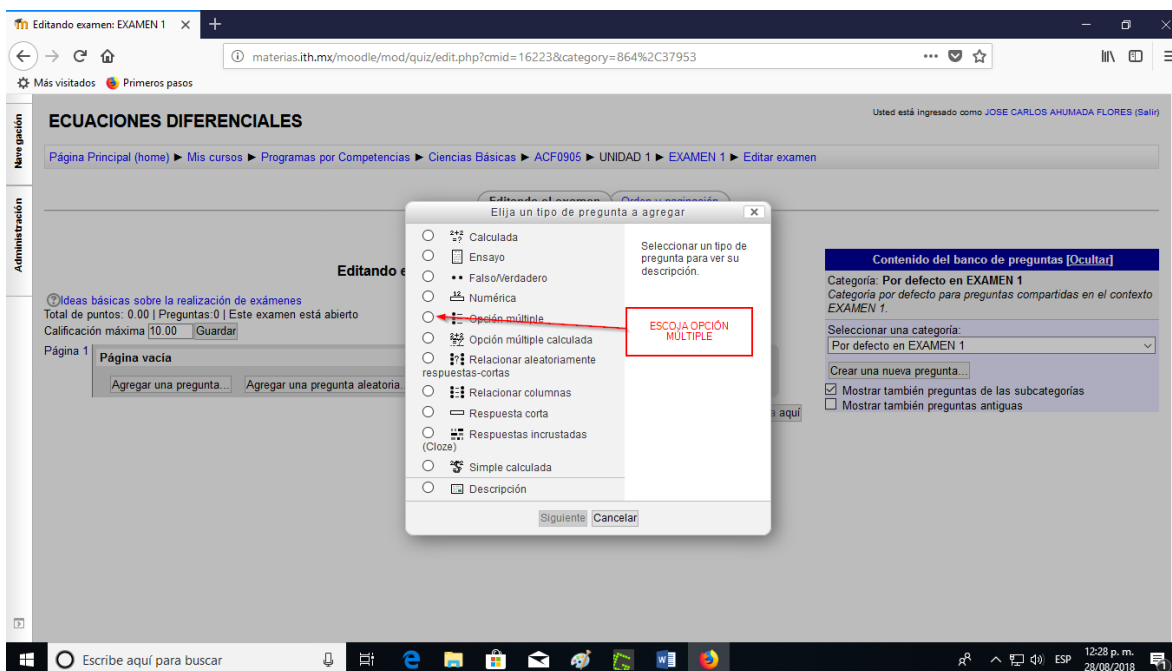 Editando examen: EXAMEN 1
materias.ith.mx/moodle/mod/quiz/edit.php?cmid=16223&category=864%2C37953
Más visitados Primeros pasos
Navegación
Administración
ECUACIONES DIFERENCIALES
Usted está ingresado como JOSE CARLOS AHUMADA FLORES (Salir)
Página Principal (home) ► Mis cursos ► Programas por Competencias ► Ciencias Básicas ► ACF0905 ► UNIDAD 1 ► EXAMEN 1 ► Editar examen
Editando el examen Orden y paginación
Elija un tipo de pregunta a agregar
Calculada
Ensayo
Falso/Verdadero
Numérica
Opción múltiple
Opción múltiple calculada
Relacionar aleatoriamente
respuestas-cortas
Relacionar columnas
Respuesta corta
Respuestas incrustadas
(Cloze)
Simple calculada
Descripción
Seleccionar un tipo de
pregunta para ver su
descripción.
ESCOJA OPCIÓN
MÚLTIPLE
Siguiente Cancelar
Editando e
Ideas básicas sobre la realización de exámenes
Total de puntos: 0.00 | Preguntas:0 | Este examen está abierto
Calificación máxima 10.00 Guardar
Página 1
Página vacía
Agregar una pregunta... Agregar una pregunta aleatoria.
aquí
Contenido del banco de preguntas [Ocultar]
Categoría: Por defecto en EXAMEN 1
Categoría por defecto para preguntas compartidas en el contexto
EXAMEN 1.
Seleccionar una categoría:
Por defecto en EXAMEN 1
Crear una nueva pregunta...
Mostrar también preguntas de las subcategorías
Mostrar también preguntas antiguas
Escribe aquí para buscar
ESP
12:28 p. m.
28/08/2018